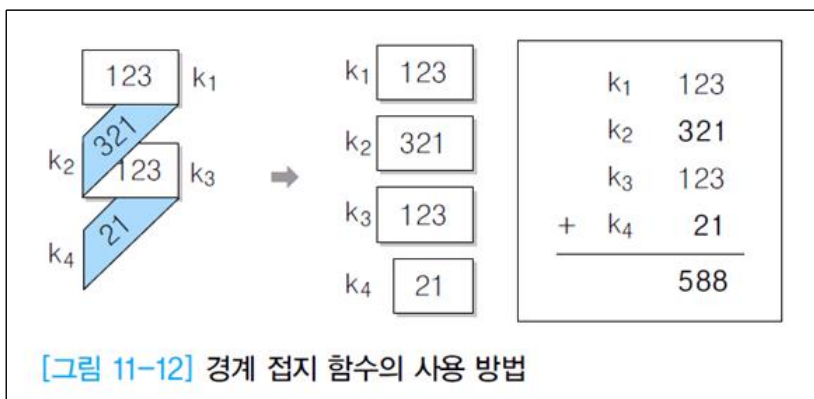 123 k1
321
k2 123 k3
21
k4
k1 123
k2 321
k3 123
k4 21
k1 123
k2 321
k3 123
+ k4 21
588
[그림 11-12] 경계 접지 함수의 사용 방법